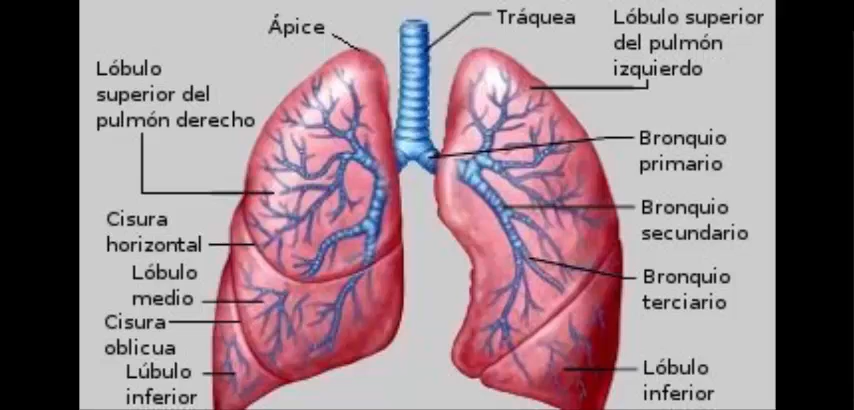 Ápice
Tráquea
Lóbulo superior
del pulmón
izquierdo
Lóbulo
superior del
pulmón derecho
Bronquio
primario
Bronquio
secundario
Cisura
horizontal
Lóbulo
medio
Bronquio
terciario
Cisura
oblicua
Lúbulo
inferior
Lóbulo
inferior